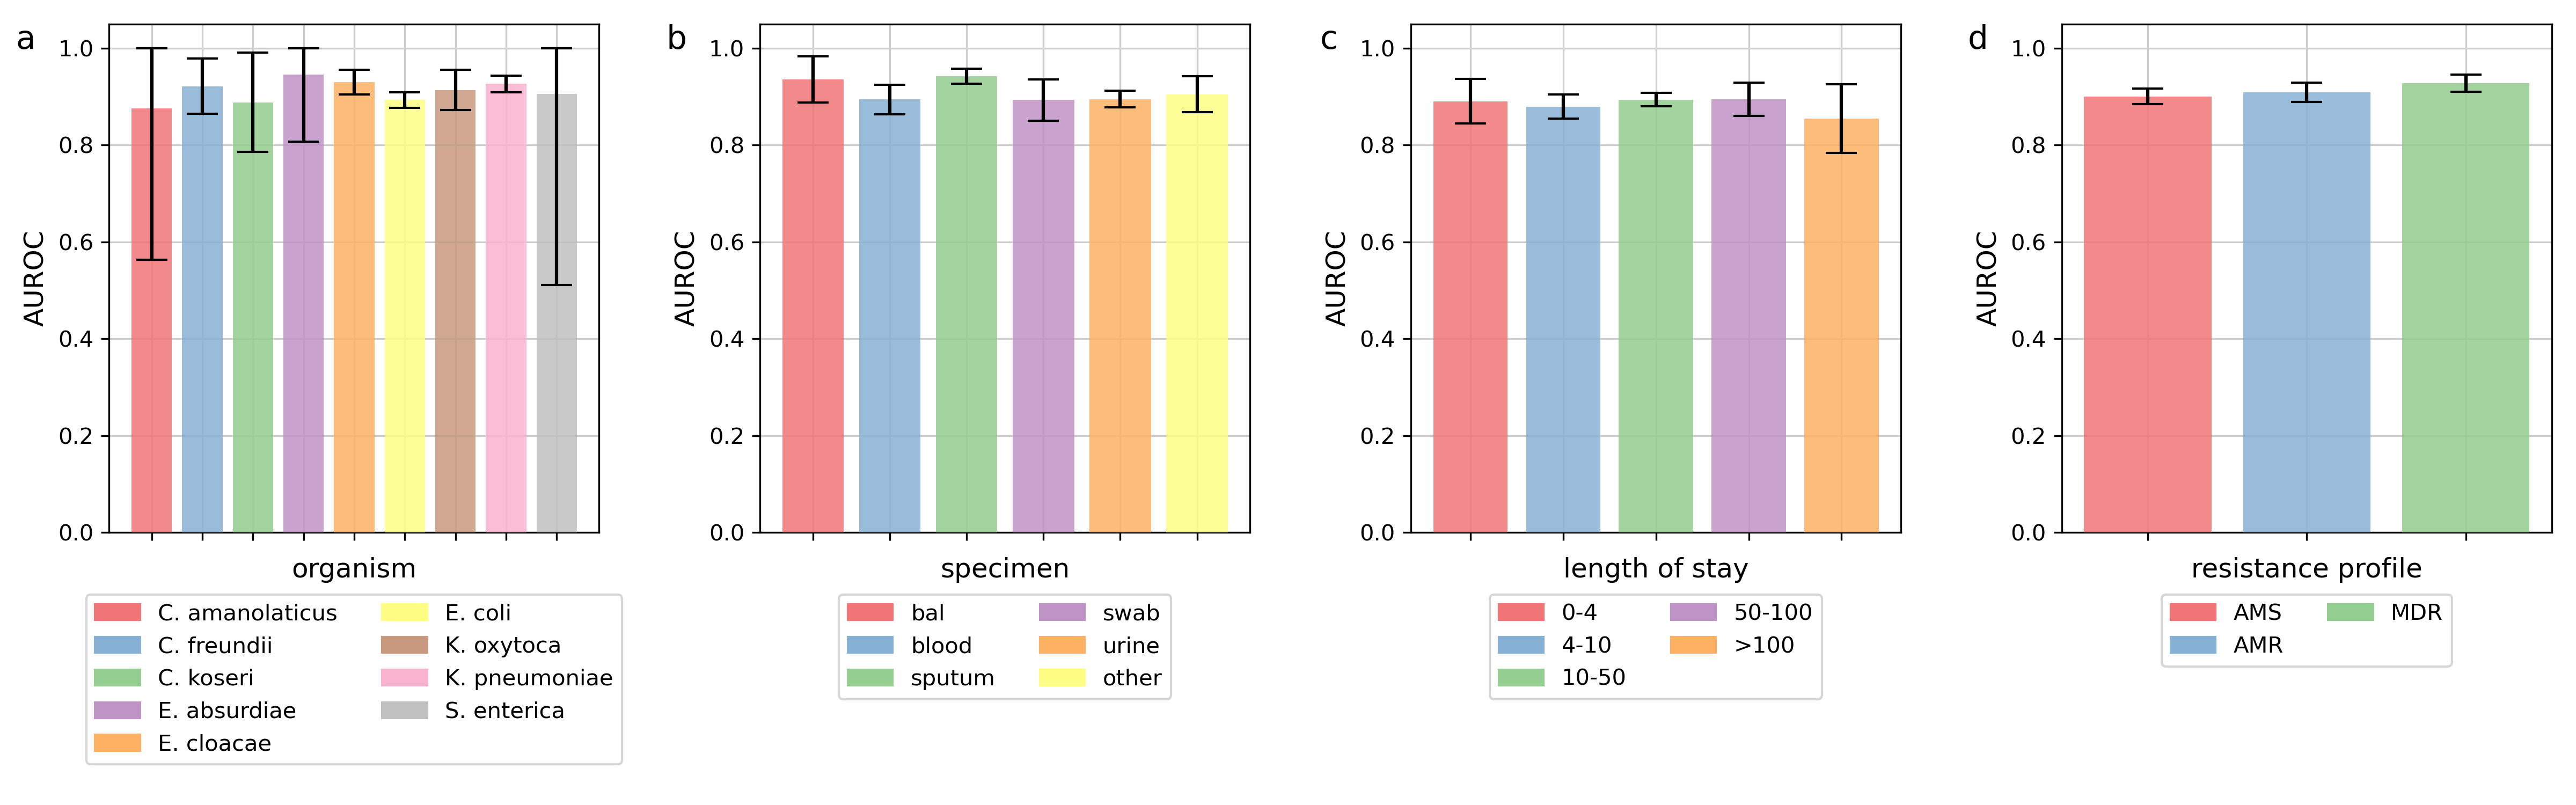 a
1.0
0.8
0.6
0.4
0.2
0.0
AUROC
organism
C. amanolaticus
C. freundii
C. koseri
E. absurdiae
E. cloacae
E. coli
K. oxytoca
K. pneumoniae
S. enterica
b
1.0
0.8
0.6
0.4
0.2
0.0
AUROC
specimen
bal
blood
sputum
swab
urine
other
c
1.0
0.8
0.6
0.4
0.2
0.0
AUROC
length of stay
0-4
4-10
10-50
50-100
>100
d
1.0
0.8
0.6
0.4
0.2
0.0
AUROC
resistance profile
AMS
AMR
MDR